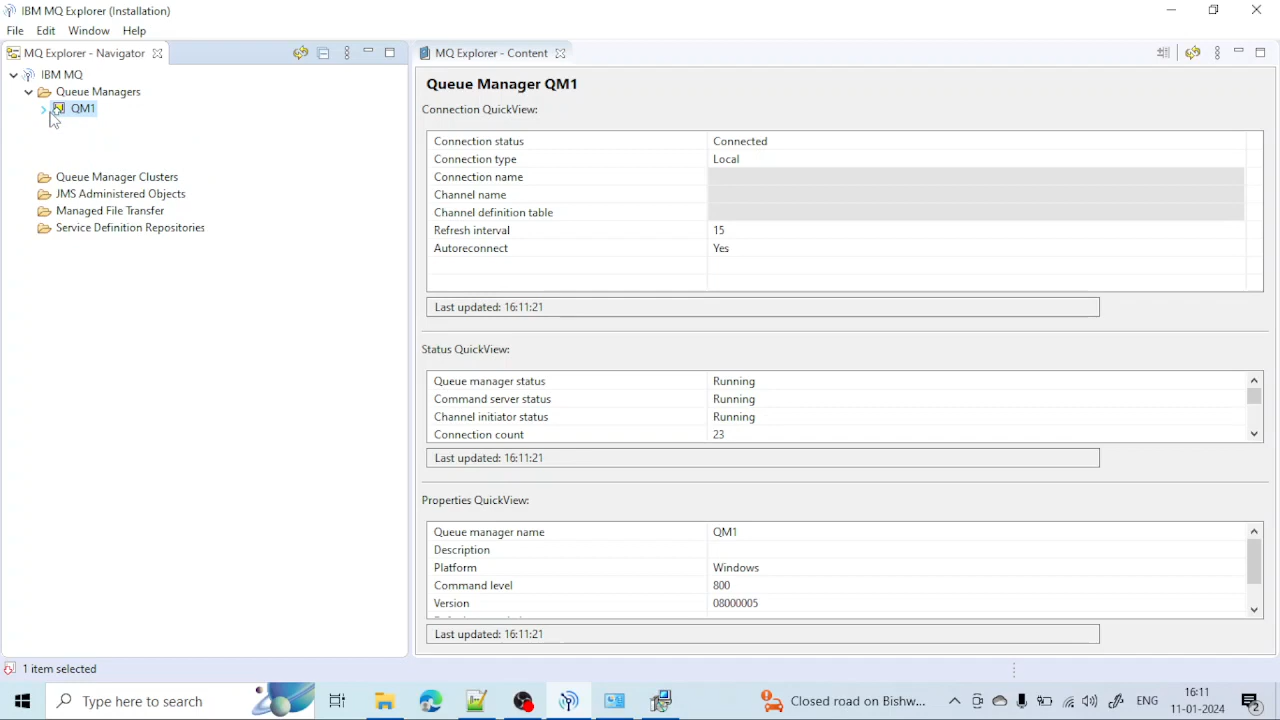 IBM MQ Explorer (Installation)
File Edit Window Help
MQ Explorer - Navigator
IBM MQ
Queue Managers
QM1
Queue Manager Clusters
JMS Administered Objects
Managed File Transfer
Service Definition Repositories
MQ Explorer - Content
Queue Manager QM1
Connection QuickView:
Connection status Connected
Connection type Local
Connection name
Channel name
Channel definition table
Refresh interval 15
Autoreconnect Yes
Last updated: 16:11:21
Status QuickView:
Queue manager status Running
Command server status Running
Channel initiator status Running
Connection count 23
Last updated: 16:11:21
Properties QuickView:
Queue manager name QM1
Description
Platform Windows
Command level 800
Version 08000005
Last updated: 16:11:21
1 item selected
Type here to search
Closed road on Bishw...
ENG
16:11
11-01-2024
2